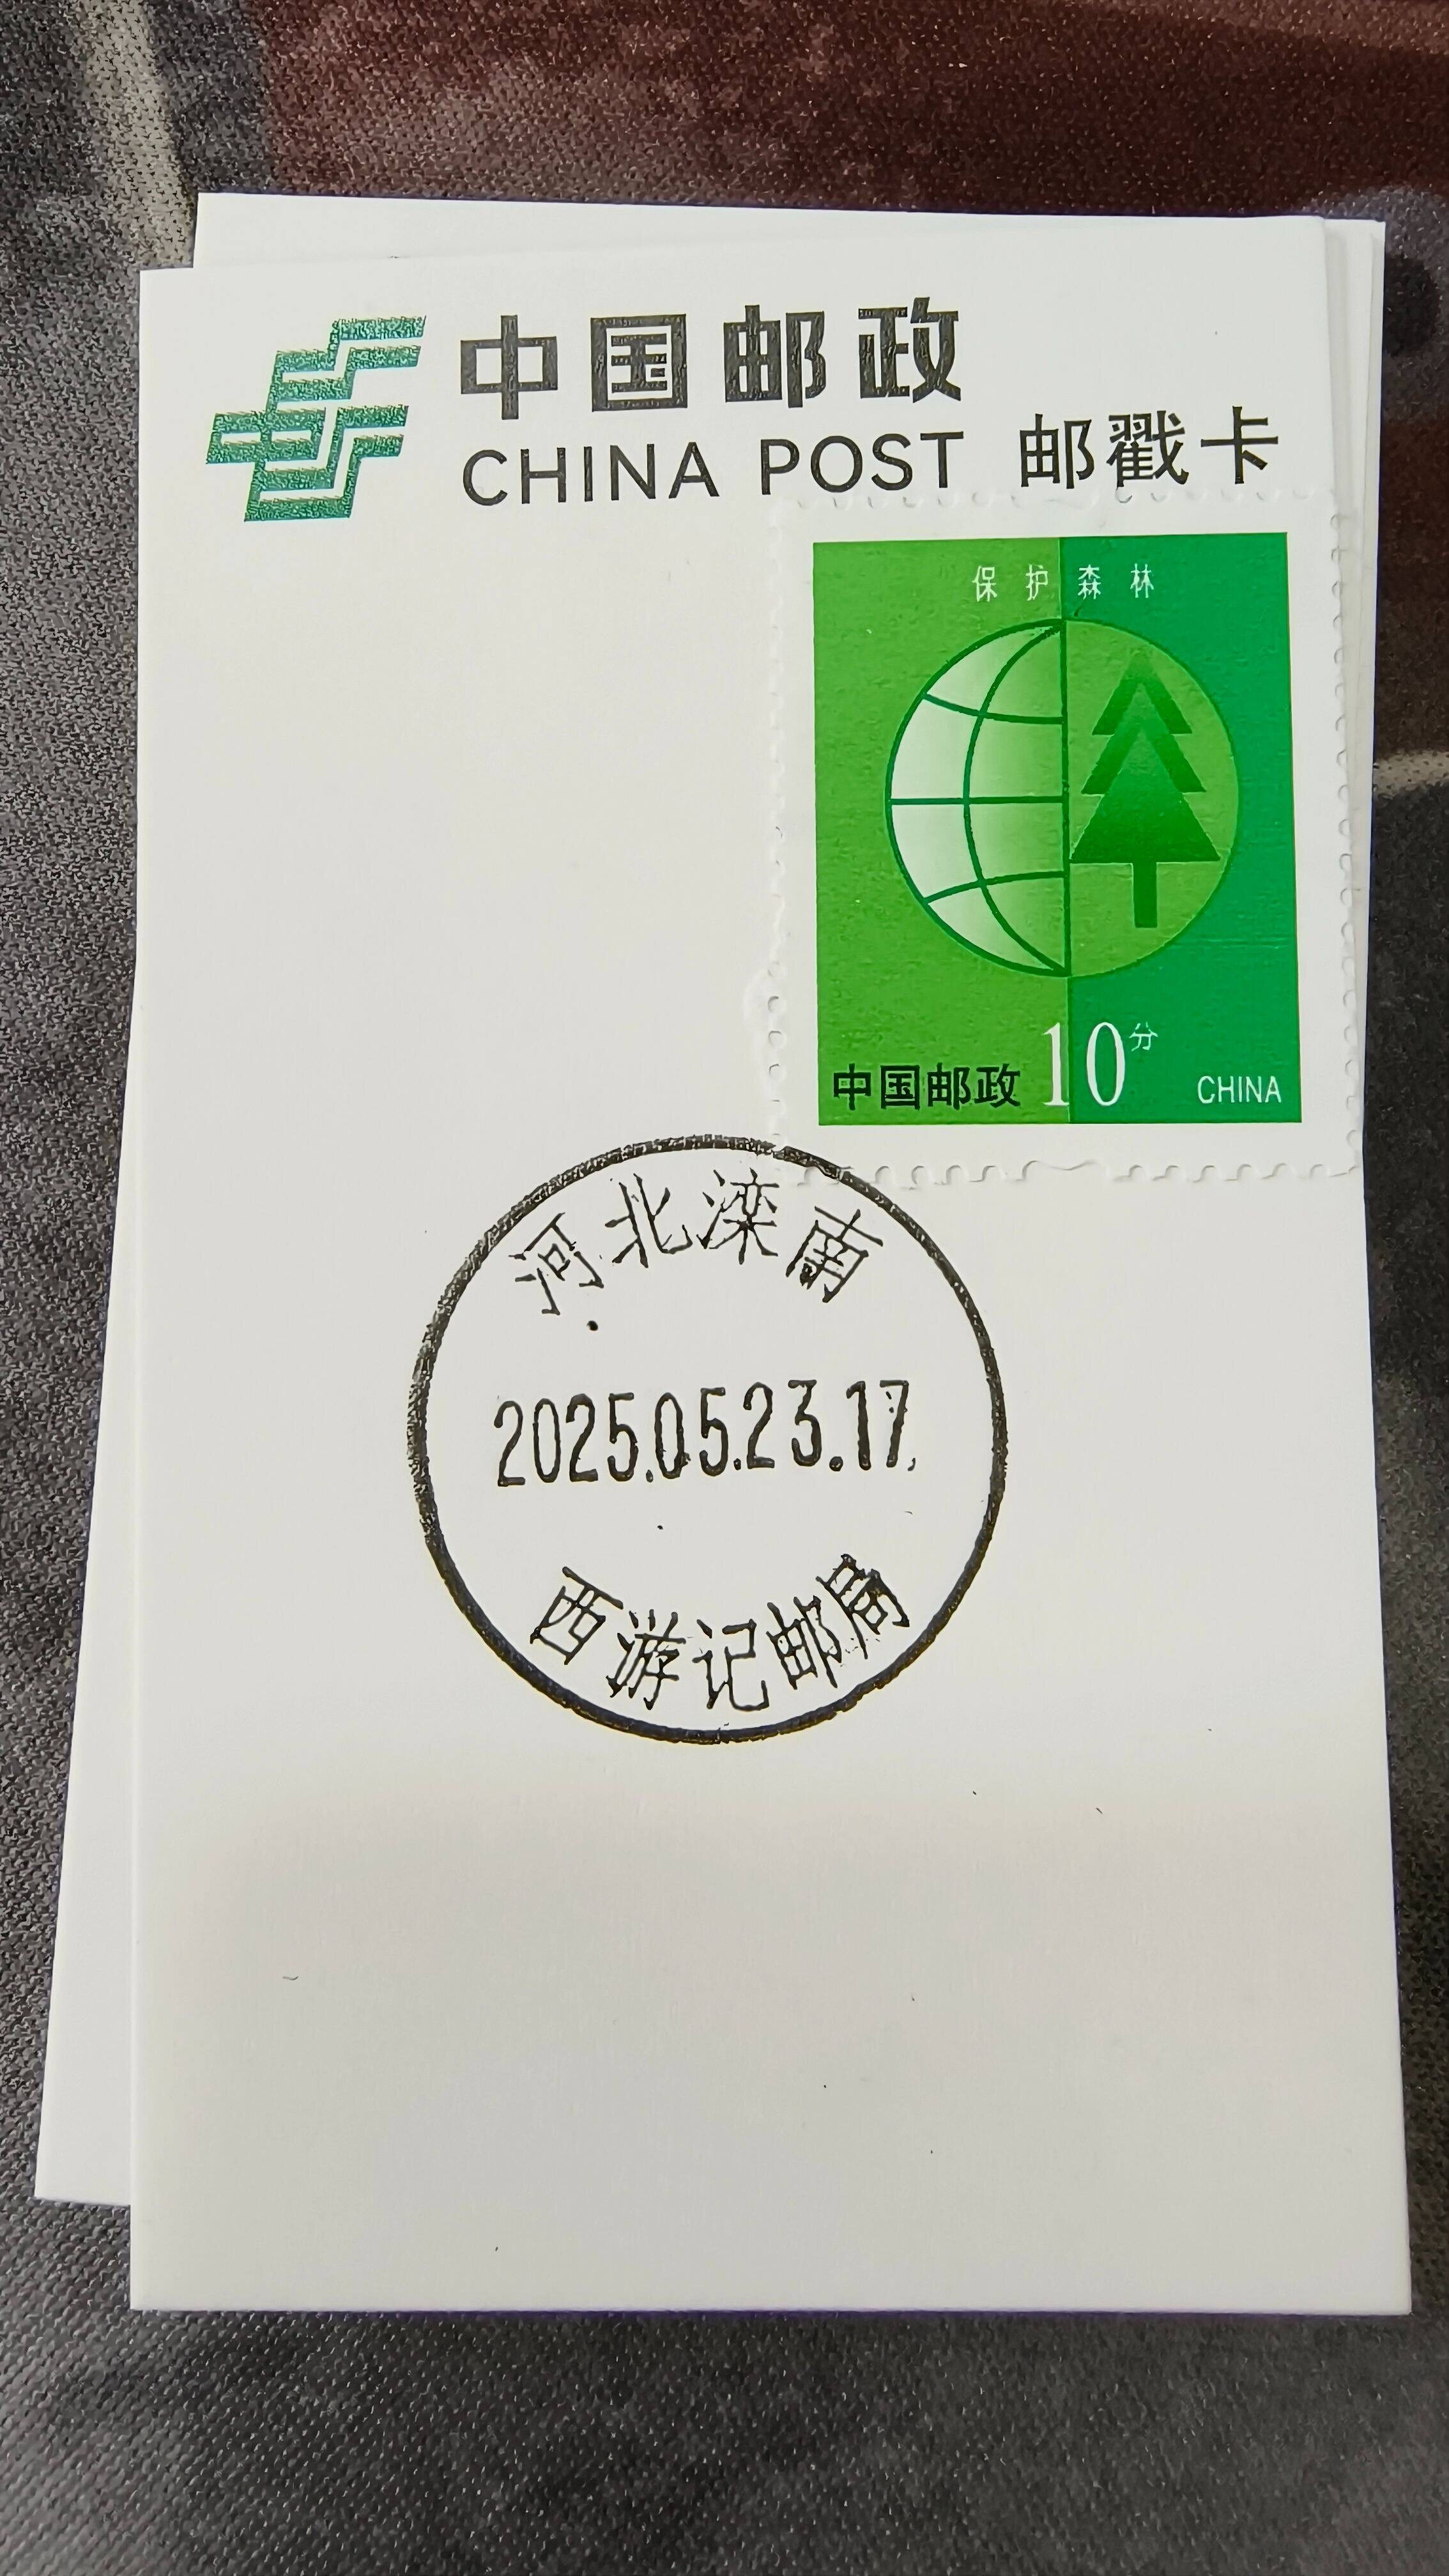 中国邮政
CHINA POST 邮戳卡
保护森林
中国邮政 10分 CHINA
河北滦南
2025.05.23.17
西游记邮局